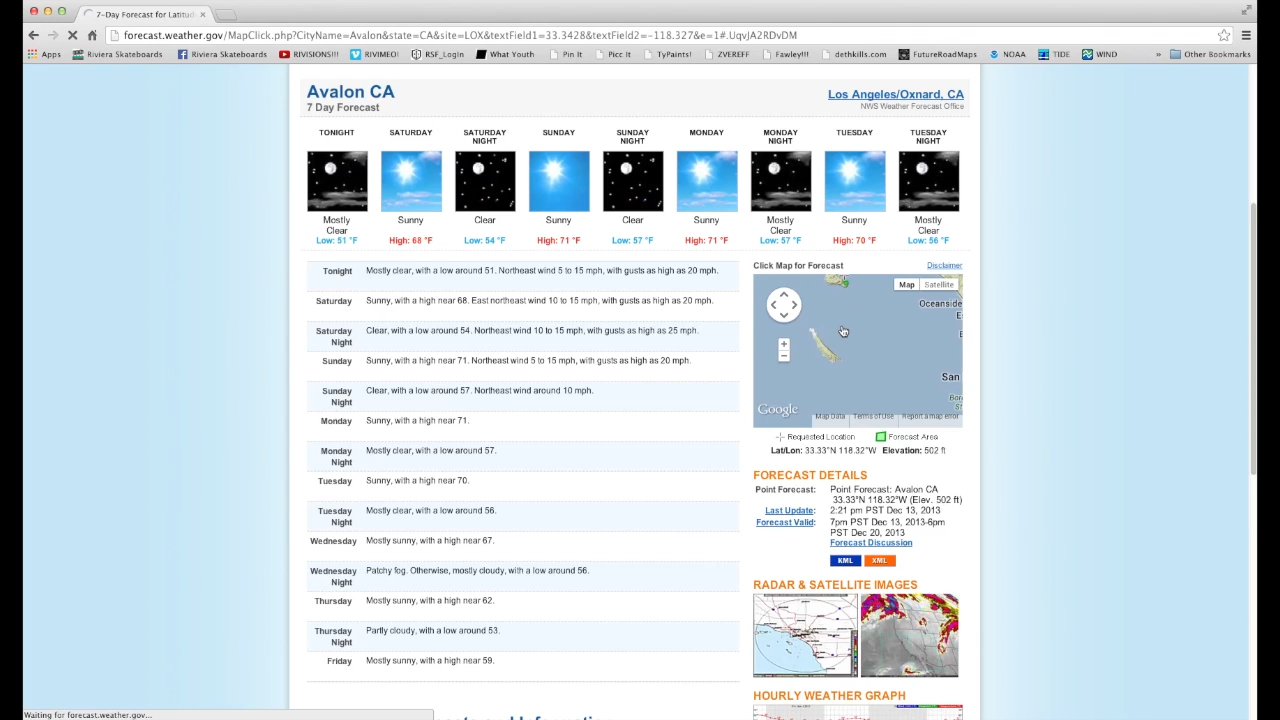 7-Day Forecast for Latitud
forecast.weather.gov/MapClick.php?CityName=Avalon&state=CA&site=LOX&textField1=33.3428&textField2=-118.327&e=1#.UqvJA2RDvDM
Apps Riviera Skateboards Riviera Skateboards RIVISIONS!!! RIVIMEO! RSF_Login What Youth Pin It Picc It TyPaints! ZVEREFF Fawley!!! dethkills.com FutureRoadMaps NOAA TIDE WIND » Other Bookmarks
Avalon CA
7 Day Forecast
Los Angeles/Oxnard, CA
NWS Weather Forecast Office
TONIGHT SATURDAY SATURDAY NIGHT SUNDAY SUNDAY NIGHT MONDAY MONDAY NIGHT TUESDAY TUESDAY NIGHT
Mostly Clear Sunny Clear Sunny Clear Sunny Mostly Clear Sunny Mostly Clear
Low: 51 °F High: 68 °F Low: 54 °F High: 71 °F Low: 57 °F High: 71 °F Low: 57 °F High: 70 °F Low: 56 °F
Tonight Mostly clear, with a low around 51. Northeast wind 5 to 15 mph, with gusts as high as 20 mph.
Saturday Sunny, with a high near 68. East northeast wind 10 to 15 mph, with gusts as high as 20 mph.
Saturday Night Clear, with a low around 54. Northeast wind 10 to 15 mph, with gusts as high as 25 mph.
Sunday Sunny, with a high near 71. Northeast wind 5 to 15 mph, with gusts as high as 20 mph.
Sunday Night Clear, with a low around 57. Northeast wind around 10 mph.
Monday Sunny, with a high near 71.
Monday Night Mostly clear, with a low around 57.
Tuesday Sunny, with a high near 70.
Tuesday Night Mostly clear, with a low around 56.
Wednesday Mostly sunny, with a high near 67.
Wednesday Night Patchy fog. Otherwise, mostly cloudy, with a low around 56.
Thursday Mostly sunny, with a high near 62.
Thursday Night Partly cloudy, with a low around 53.
Friday Mostly sunny, with a high near 59.
Click Map for Forecast Disclaimer
Map Satellite
Oceanside
San
Google
Map Data Terms of Use Report a map error
Requested Location Forecast Area
Lat/Lon: 33.33°N 118.32°W Elevation: 502 ft
FORECAST DETAILS
Point Forecast: Point Forecast: Avalon CA
33.33°N 118.32°W (Elev. 502 ft)
Last Update: 2:21 pm PST Dec 13, 2013
Forecast Valid: 7pm PST Dec 13, 2013-6pm
PST Dec 20, 2013
Forecast Discussion
KML XML
RADAR & SATELLITE IMAGES
HOURLY WEATHER GRAPH
Waiting for forecast.weather.gov...